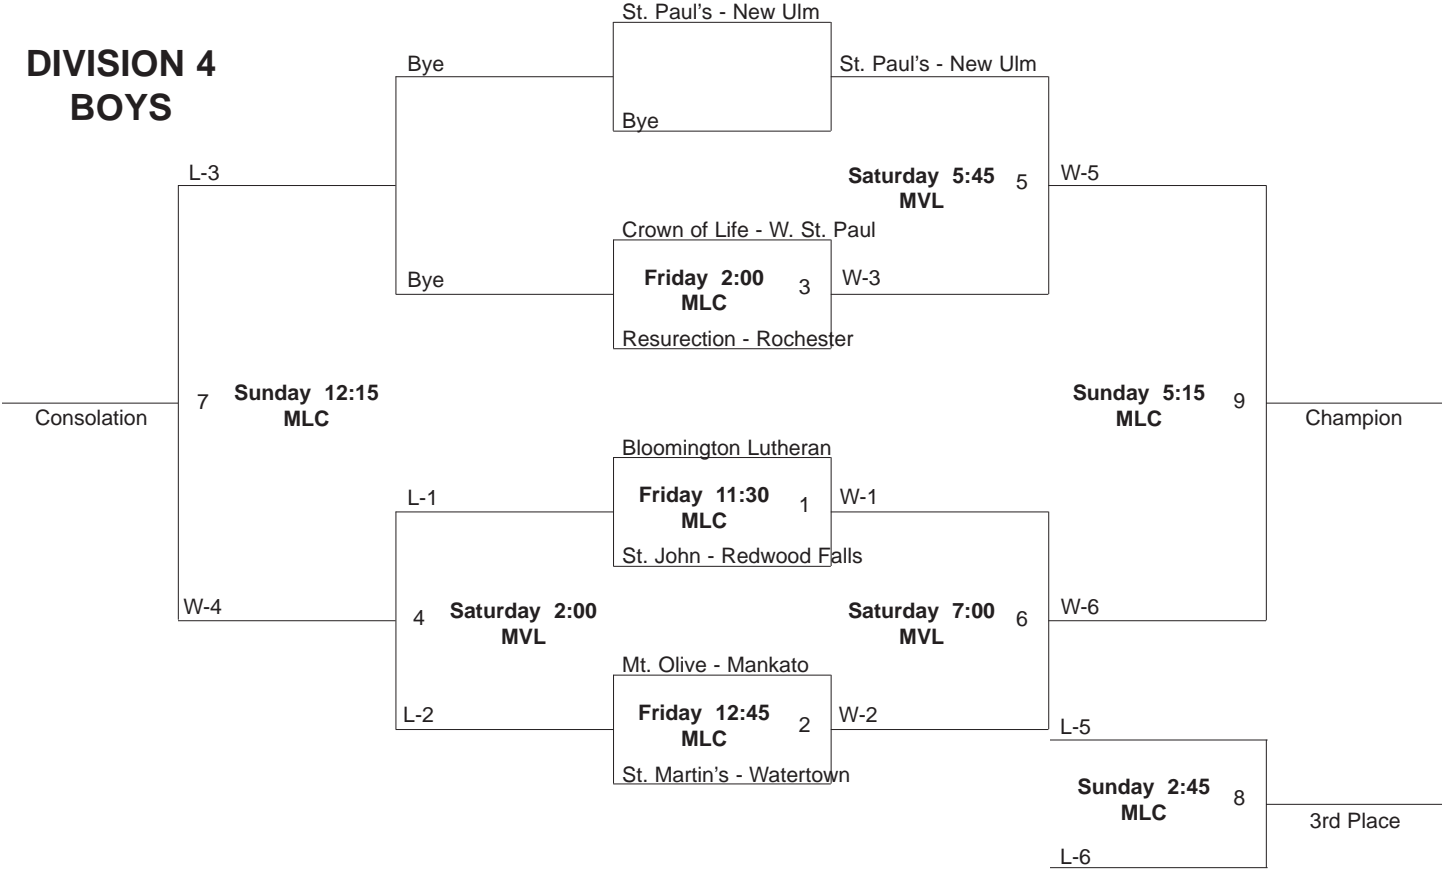 St. Paul's - New Ulm
DIVISION 4
BOYS
Bye
St. Paul's - New Ulm
Bye
L-3
Saturday 5:45
MVL
5
W-5
Crown of Life - W. St. Paul
Bye
Friday 2:00
MLC
3
W-3
Resurection - Rochester
7
Sunday 12:15
MLC
Consolation
Sunday 5:15
MLC
9
Champion
Bloomington Lutheran
L-1
Friday 11:30
MLC
1
W-1
St. John - Redwood Falls
W-4
4
Saturday 2:00
MVL
Saturday 7:00
MVL
6
W-6
Mt. Olive - Mankato
L-2
Friday 12:45
MLC
2
W-2
L-5
St. Martin's - Watertown
Sunday 2:45
MLC
8
3rd Place
L-6